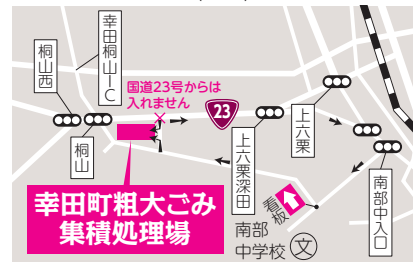 幸田桐山IC
桐山西
国道23号からは
入れません
23
桐山
上六栗深田
上六栗
幸田町粗大ごみ
集積処理場
看板
南部
中学校
文
南部中入口